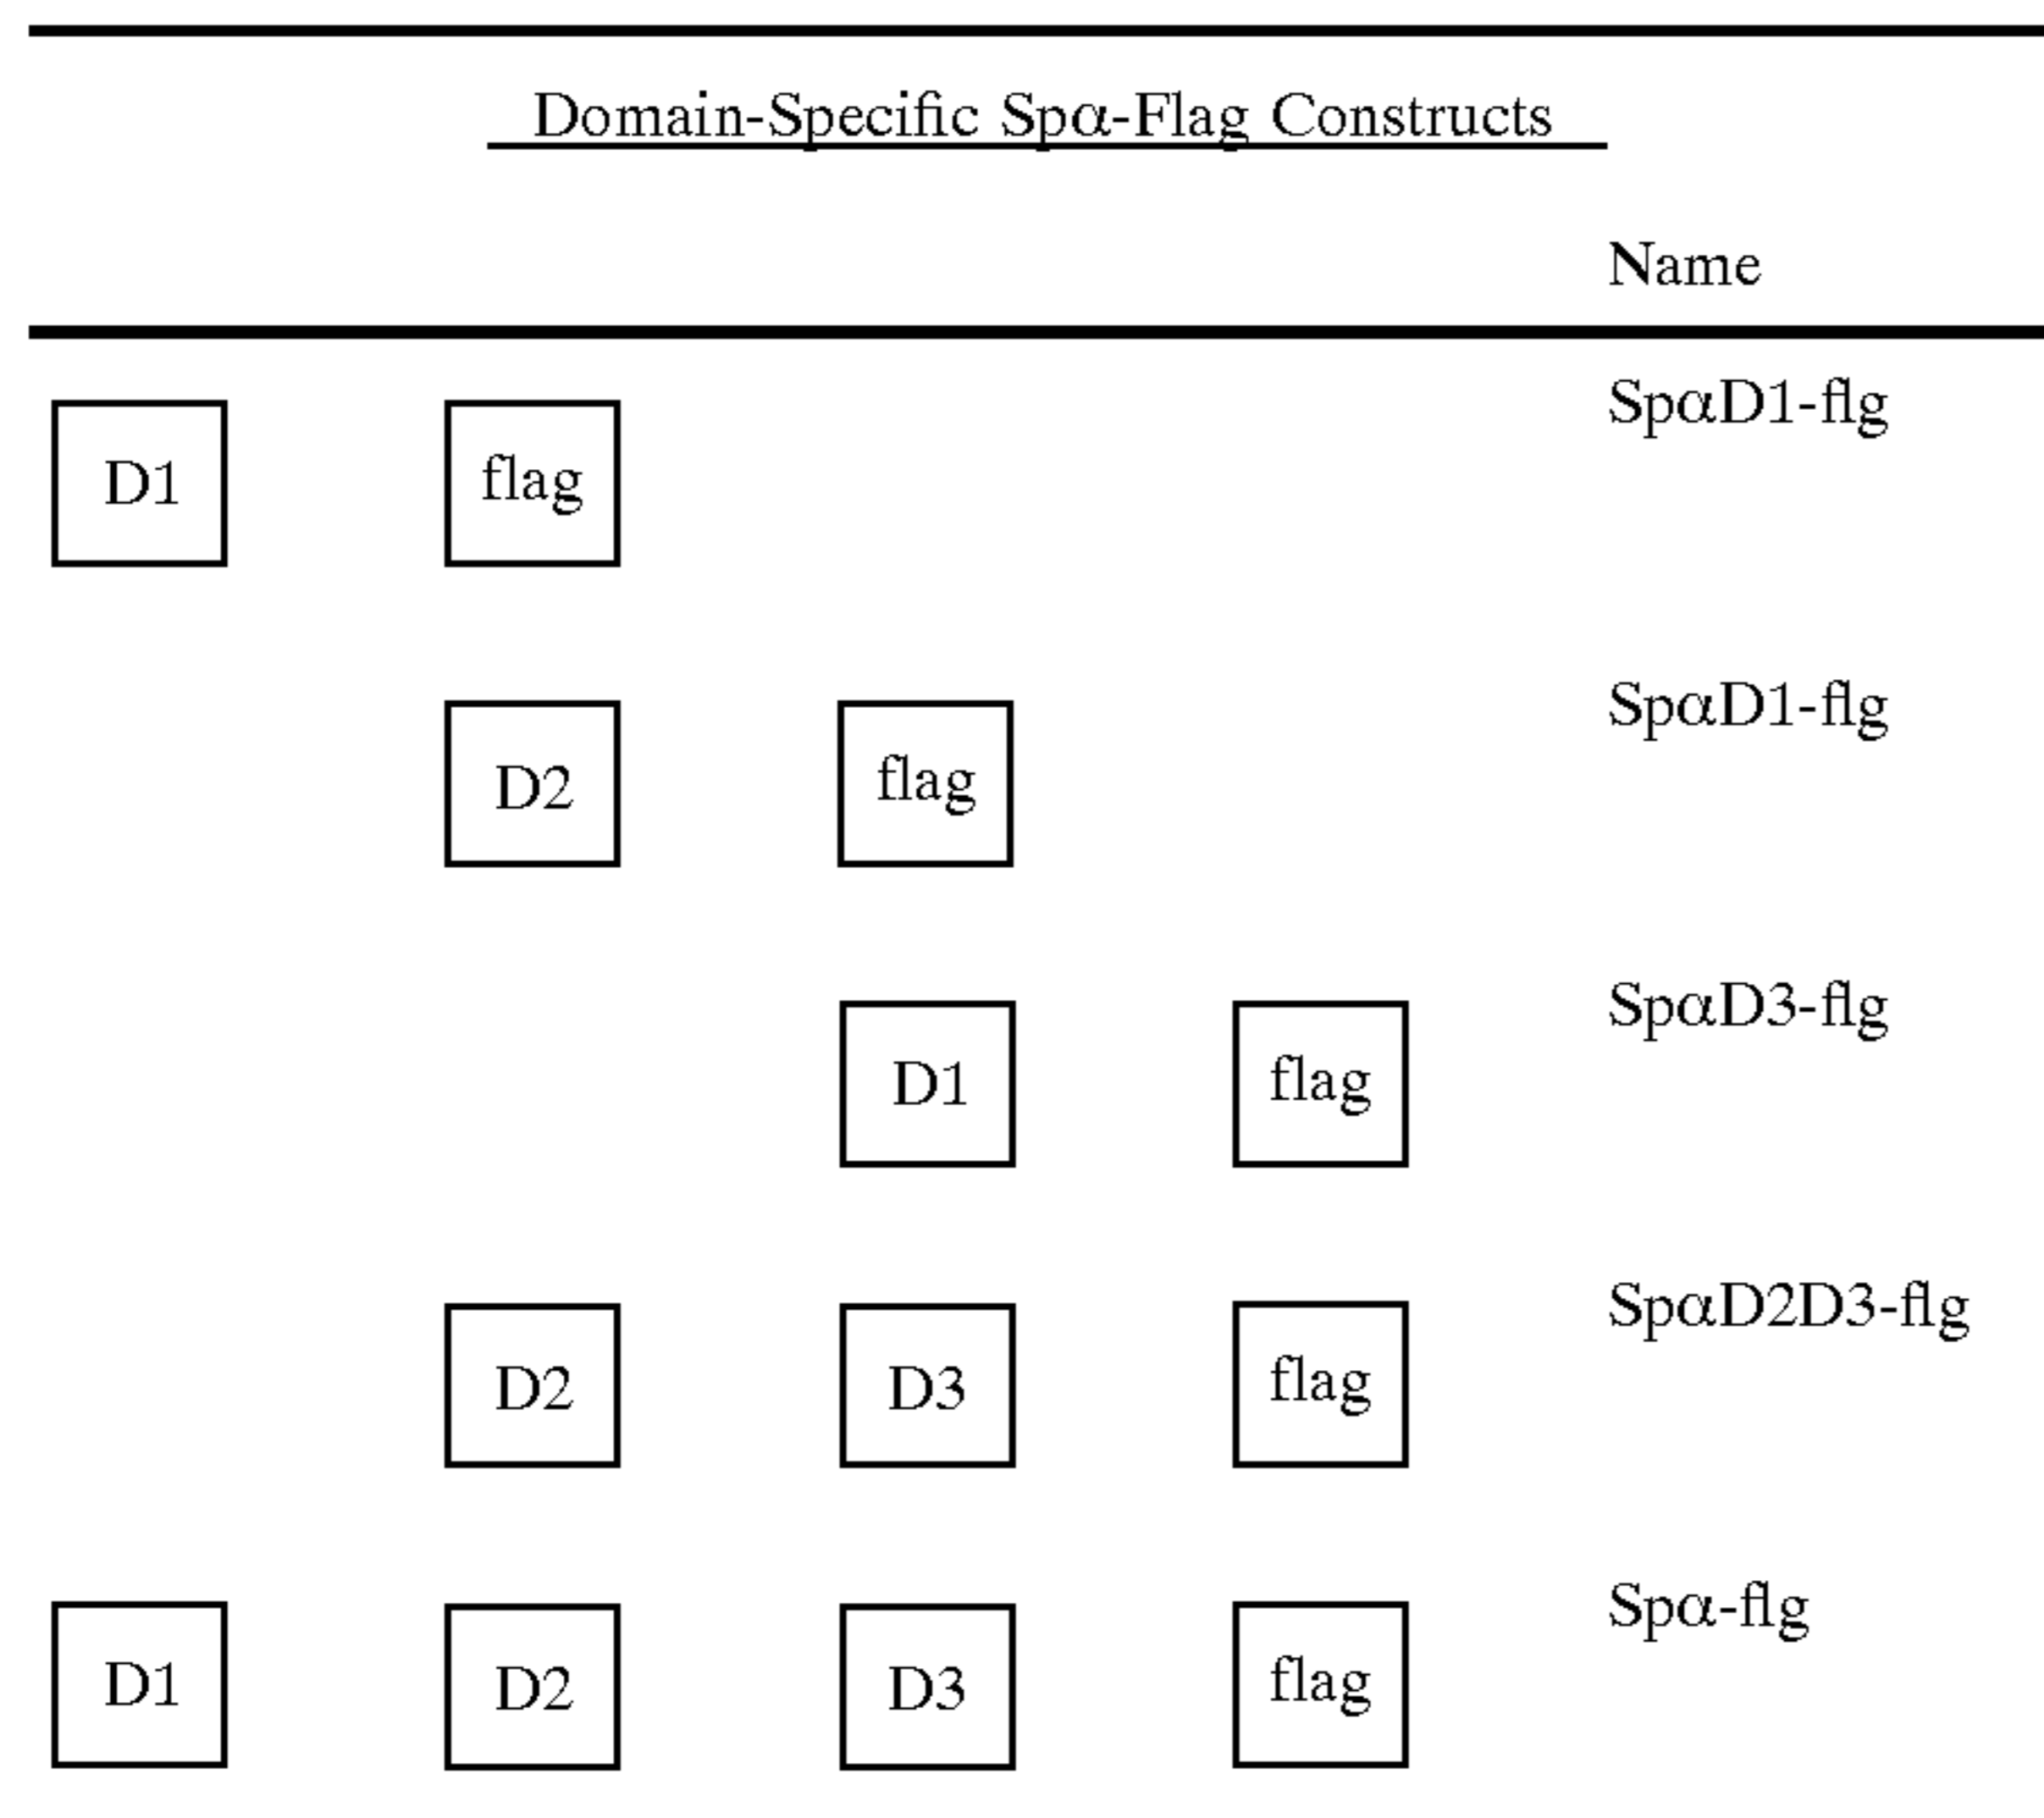 Domain-Specific Spα-Flag Constructs
Name
SpαD1-flg
D1 flag
SpαD1-flg
D2 flag
SpαD3-flg
D1 flag
SpαD2D3-flg
D2 D3 flag
Spα-flg
D1 D2 D3 flag